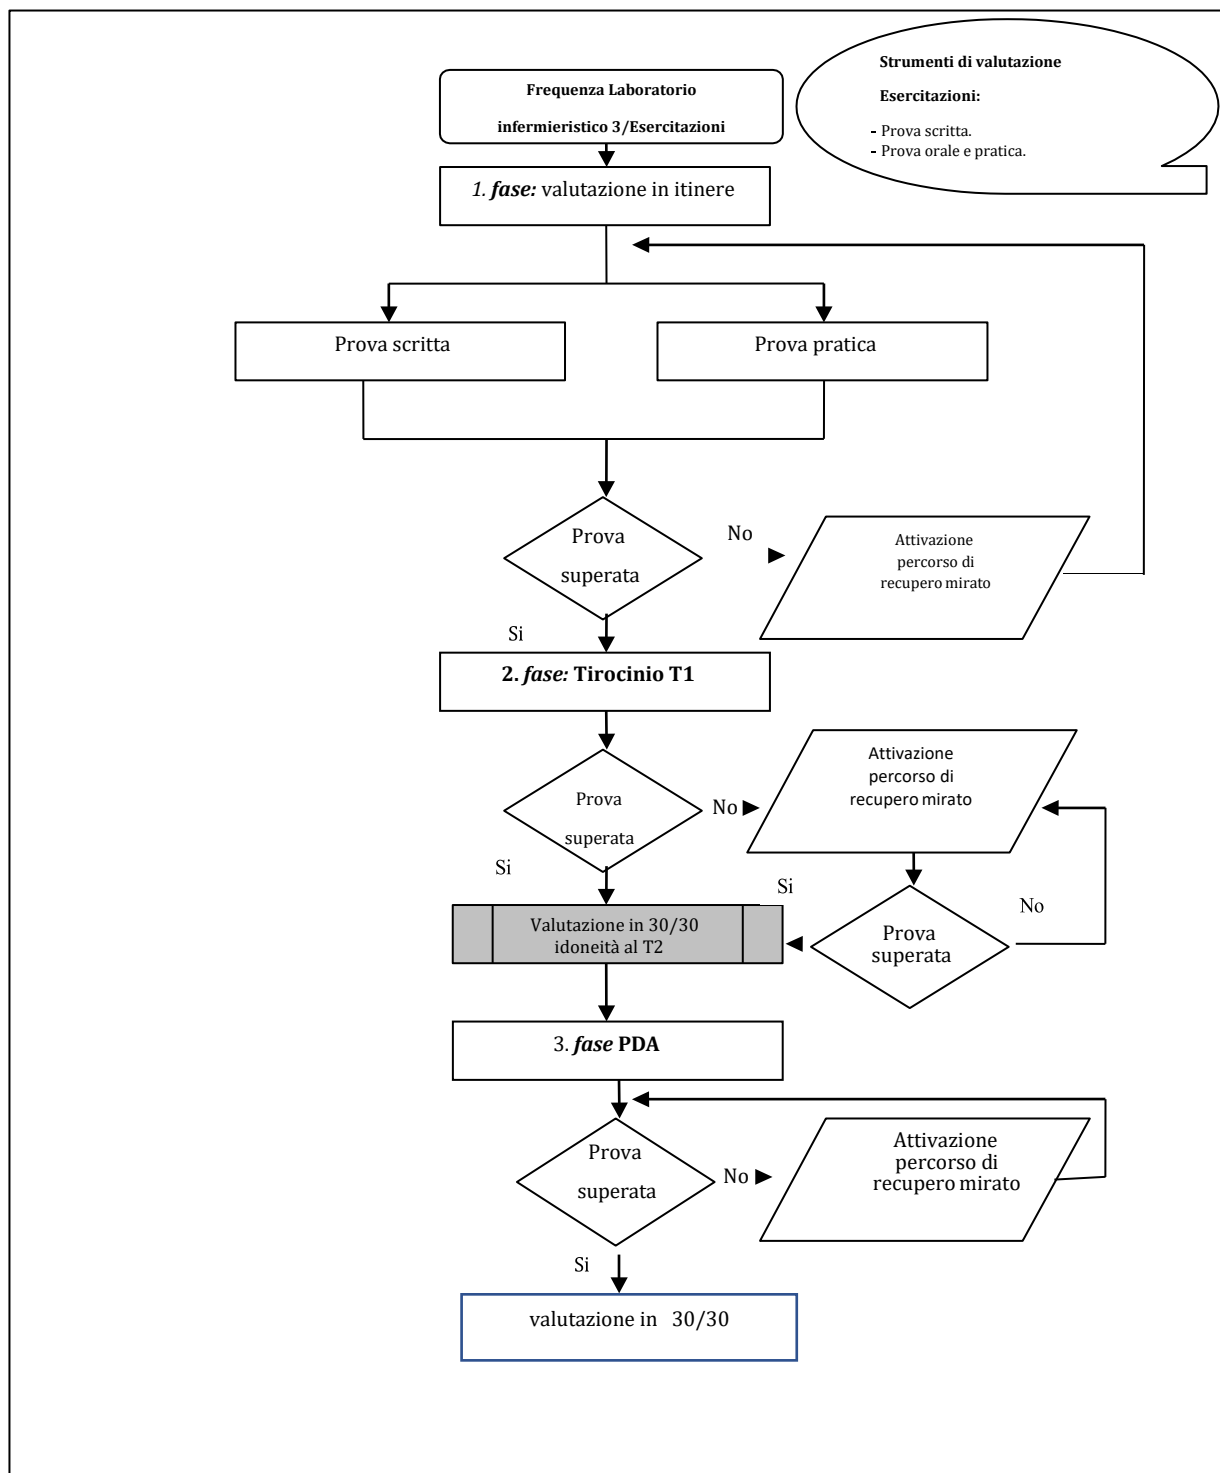 Strumenti di valutazione
Esercitazioni:
- Prova scritta.
- Prova orale e pratica.
Frequenza Laboratorio
infermieristico 3/Esercitazioni
1. fase: valutazione in itinere
Prova scritta
Prova pratica
Prova
superata
No
Attivazione
percorso di
recupero mirato
Si
2. fase: Tirocinio T1
Prova
superata
No
Attivazione
percorso di
recupero mirato
Si
Si
No
Prova
superata
Valutazione in 30/30
idoneità al T2
3. fase PDA
Prova
superata
No
Attivazione
percorso di
recupero mirato
Si
valutazione in 30/30